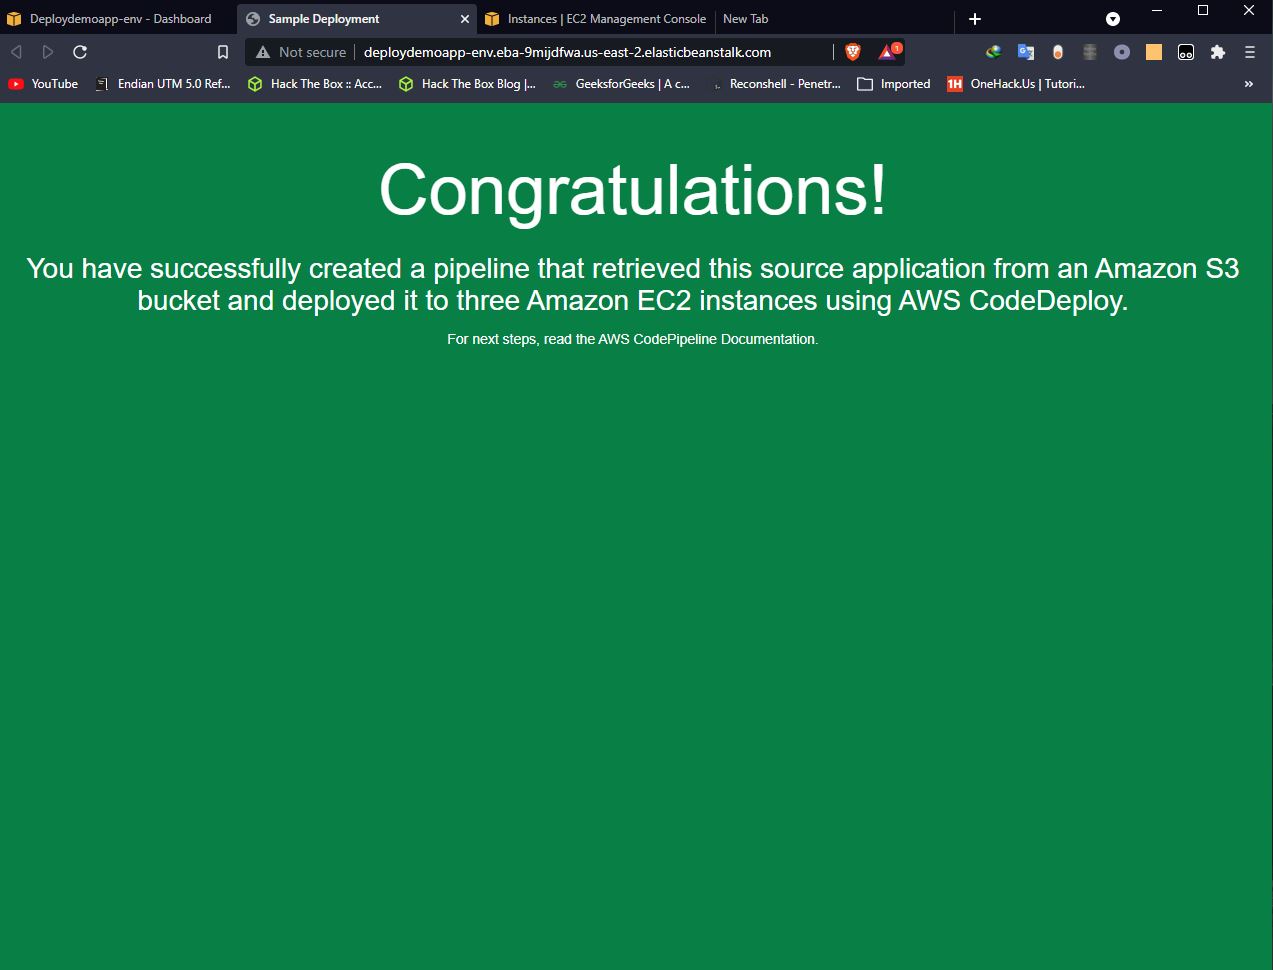 Deploydemoapp-env - Dashboard
Sample Deployment
Instances | EC2 Management Console
New Tab
Not secure
deploydemoapp-env.eba-9mijdfwa.us-east-2.elasticbeanstalk.com
1
YouTube
Endian UTM 5.0 Ref...
Hack The Box :: Acc...
Hack The Box Blog |...
GeeksforGeeks | A c...
Reconshell - Penetr...
Imported
1H
OneHack.Us | Tutori...
Congratulations!
You have successfully created a pipeline that retrieved this source application from an Amazon S3
bucket and deployed it to three Amazon EC2 instances using AWS CodeDeploy.
For next steps, read the AWS CodePipeline Documentation.